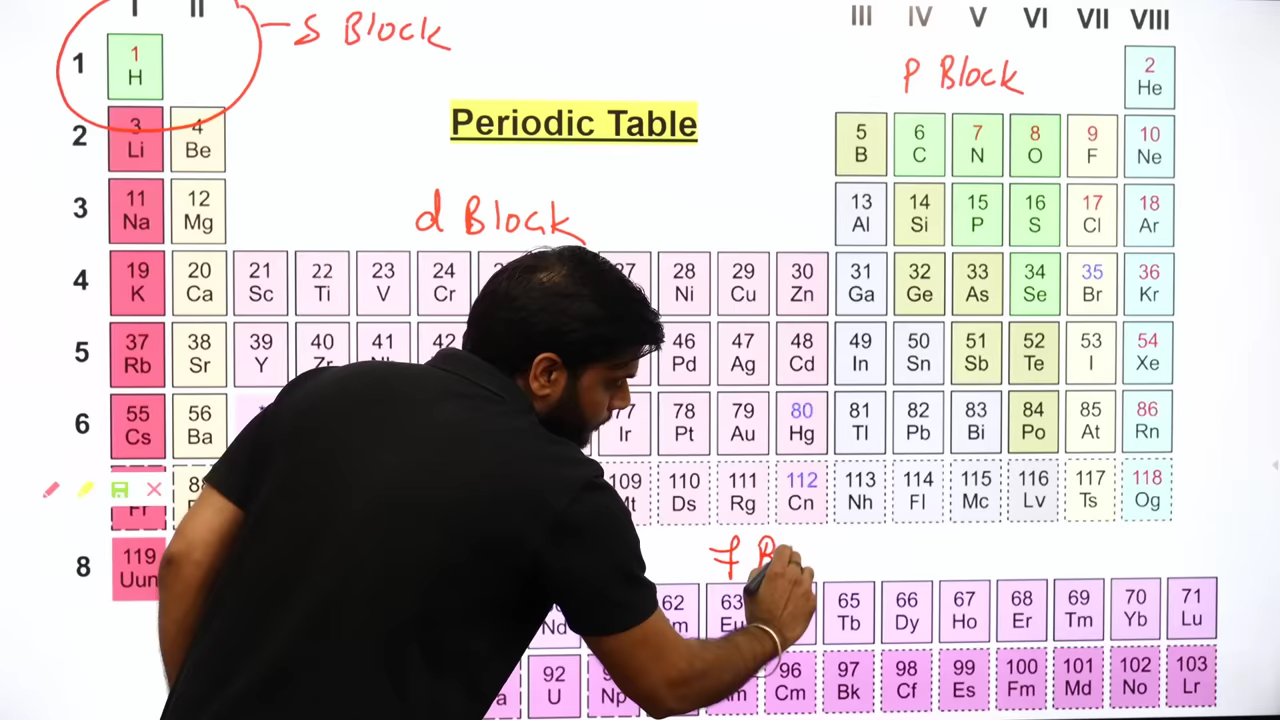 I II III IV V VI VII VIII
S Block
1 1 H 2 He
P Block
Periodic Table
2 3 Li 4 Be 5 B 6 C 7 N 8 O 9 F 10 Ne
d Block
3 11 Na 12 Mg 13 Al 14 Si 15 P 16 S 17 Cl 18 Ar
4 19 K 20 Ca 21 Sc 22 Ti 23 V 24 Cr 27 28 Ni 29 Cu 30 Zn 31 Ga 32 Ge 33 As 34 Se 35 Br 36 Kr
5 37 Rb 38 Sr 39 Y 40 Zr 41 42 46 Pd 47 Ag 48 Cd 49 In 50 Sn 51 Sb 52 Te 53 I 54 Xe
6 55 Cs 56 Ba 77 Ir 78 Pt 79 Au 80 Hg 81 Tl 82 Pb 83 Bi 84 Po 85 At 86 Rn
Fr 109 Mt 110 Ds 111 Rg 112 Cn 113 Nh 114 Fl 115 Mc 116 Lv 117 Ts 118 Og
f B
8 119 Uun
Nd 62 63 Eu 65 Tb 66 Dy 67 Ho 68 Er 69 Tm 70 Yb 71 Lu
92 U Np Am 96 Cm 97 Bk 98 Cf 99 Es 100 Fm 101 Md 102 No 103 Lr